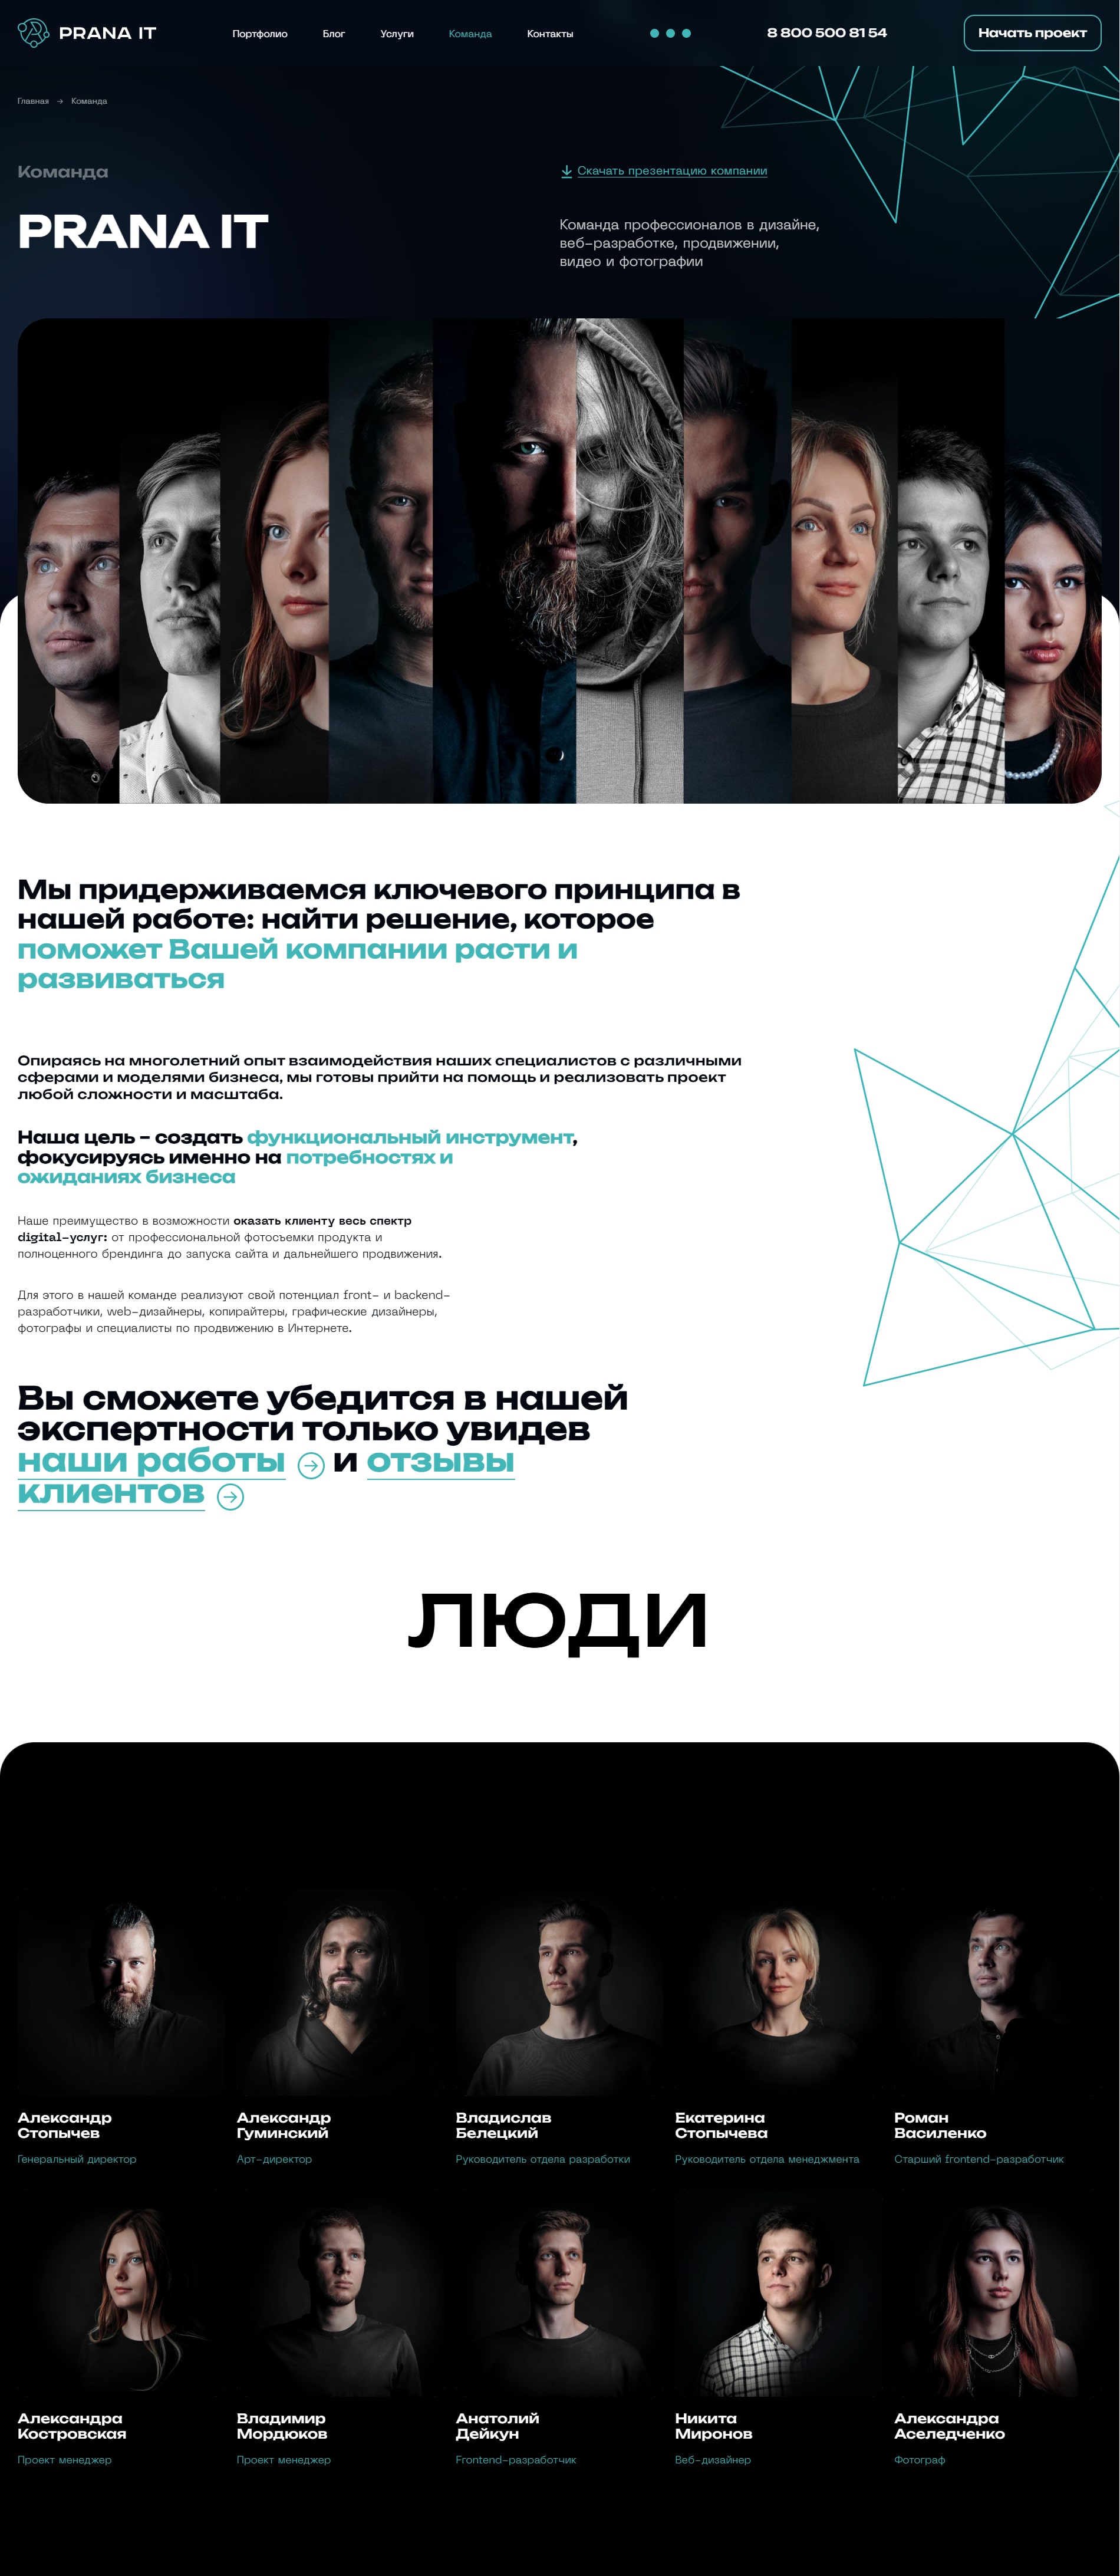 PRANA IT
Портфолио
Блог
Услуги
Команда
Контакты
8 800 500 81 54
Начать проект
Главная → Команда
Команда
Скачать презентацию компании
PRANA IT
Команда профессионалов в дизайне,
веб-разработке, продвижении,
видео и фотографии
Мы придерживаемся ключевого принципа в
нашей работе: найти решение, которое
поможет Вашей компании расти и
развиваться
Опираясь на многолетний опыт взаимодействия наших специалистов с различными
сферами и моделями бизнеса, мы готовы прийти на помощь и реализовать проект
любой сложности и масштаба.
Наша цель – создать функциональный инструмент,
фокусируясь именно на потребностях и
ожиданиях бизнеса
Наше преимущество в возможности оказать клиенту весь спектр
digital-услуг: от профессиональной фотосъемки продукта и
полноценного брендинга до запуска сайта и дальнейшего продвижения.
Для этого в нашей команде реализуют свой потенциал front- и backend-
разработчики, web-дизайнеры, копирайтеры, графические дизайнеры,
фотографы и специалисты по продвижению в Интернете.
Вы сможете убедится в нашей
экспертности только увидев
наши работы и отзывы
клиентов
ЛЮДИ
Александр
Стопычев
Генеральный директор
Александр
Гуминский
Арт-директор
Владислав
Белецкий
Руководитель отдела разработки
Екатерина
Стопычева
Руководитель отдела менеджмента
Роман
Василенко
Старший frontend-разработчик
Александра
Костровская
Проект менеджер
Владимир
Мордюков
Проект менеджер
Анатолий
Дейкун
Frontend-разработчик
Никита
Миронов
Веб-дизайнер
Александра
Аселедченко
Фотограф